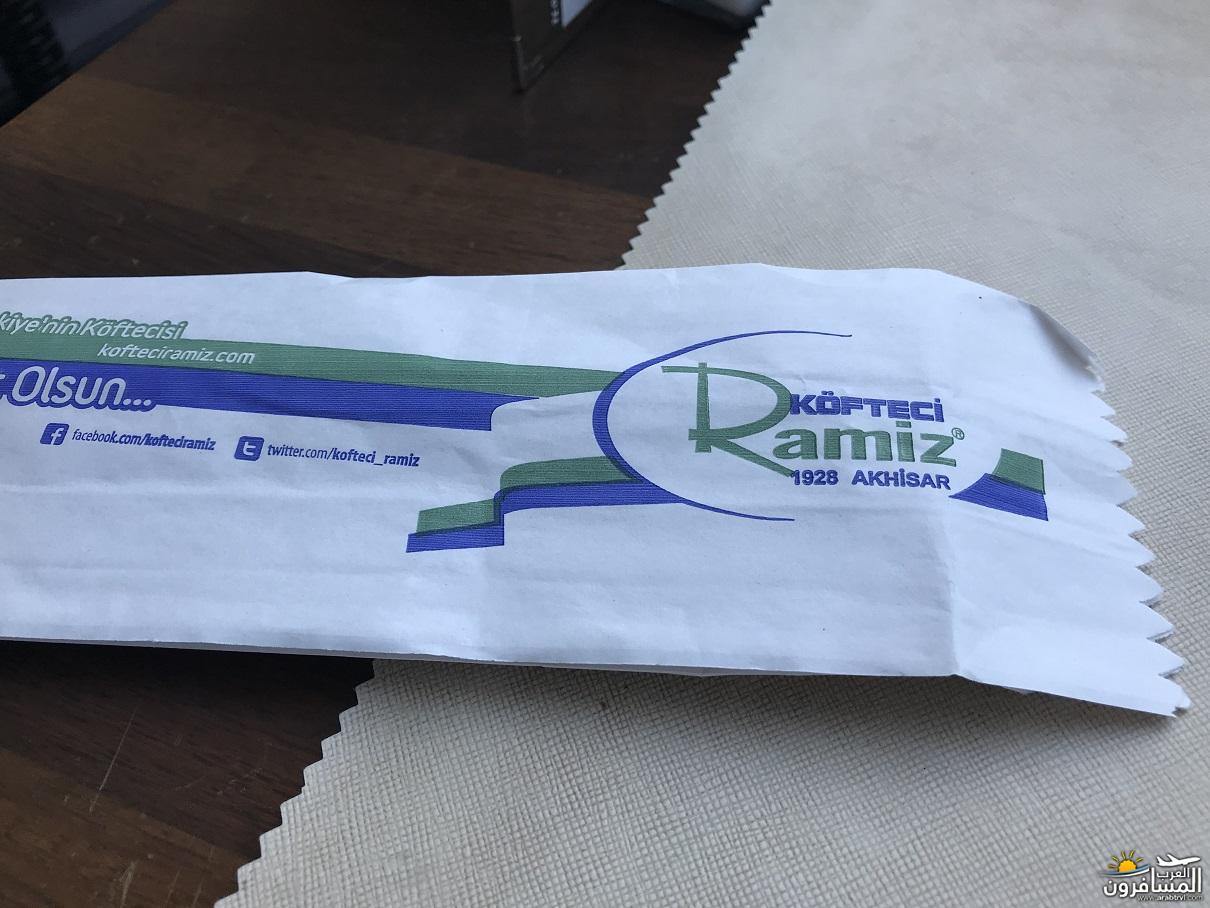 kiye'nin Köftecisi
kofteciramiz.com
Olsun...
facebook.com/kofteciramiz
twitter.com/kofteci_ramiz
KÖFTECİ
Ramiz®
1928 AKHİSAR
العرب
المسافرون
www.arabtrvl.com